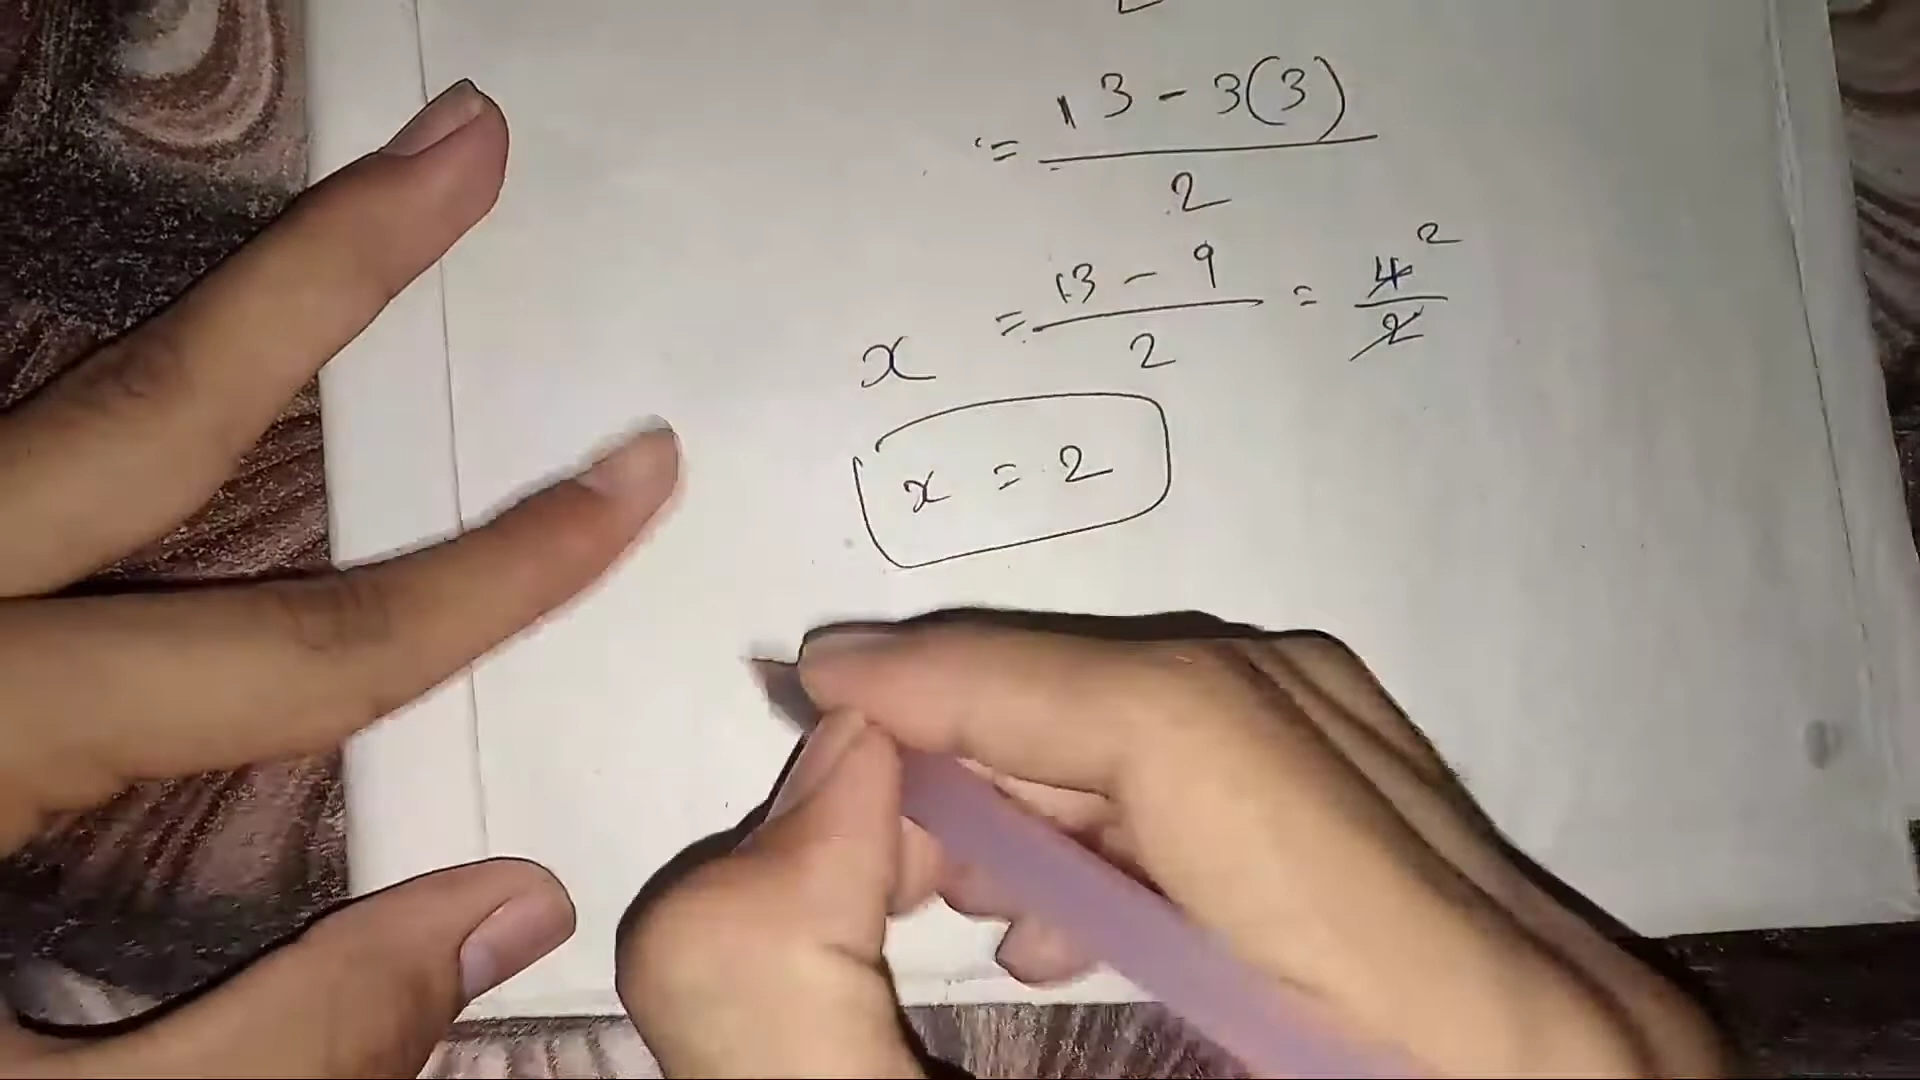 = 13 - 3(3) / 2
x = 13 - 9 / 2 = 4 2 / 2
x = 2